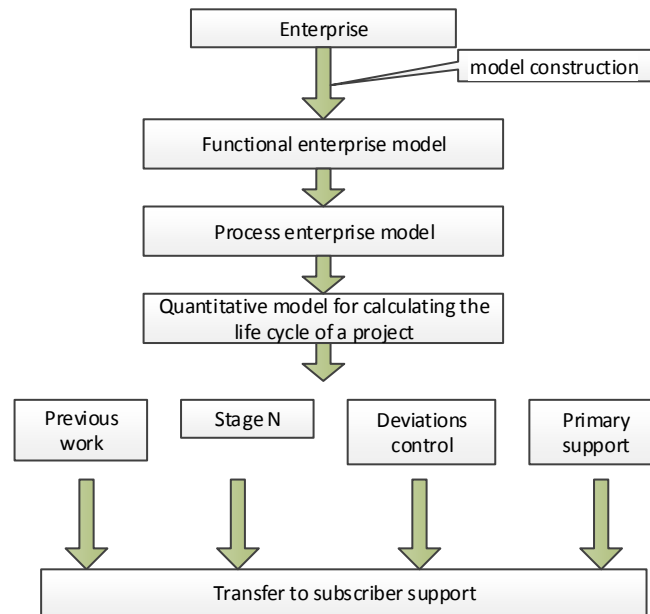 Enterprise
model construction
Functional enterprise model
Process enterprise model
Quantitative model for calculating the
life cycle of a project
Previous
work
Stage N
Deviations
control
Primary
support
Transfer to subscriber support